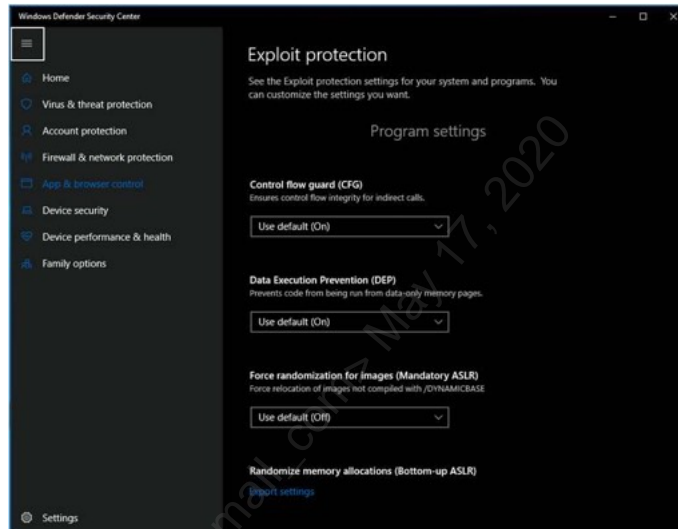 Windows Defender Security Center
Home
Virus & threat protection
Account protection
Firewall & network protection
App & browser control
Device security
Device performance & health
Family options
Settings
Exploit protection
See the Exploit protection settings for your system and programs. You
can customize the settings you want.
Program settings
Control flow guard (CFG)
Ensures control flow integrity for indirect calls.
Use default (On)
Data Execution Prevention (DEP)
Prevents code from being run from data-only memory pages.
Use default (On)
Force randomization for images (Mandatory ASLR)
Force relocation of images not compiled with /DYNAMICBASE
Use default (Off)
Randomize memory allocations (Bottom-up ASLR)
Export settings
May 17, 2020